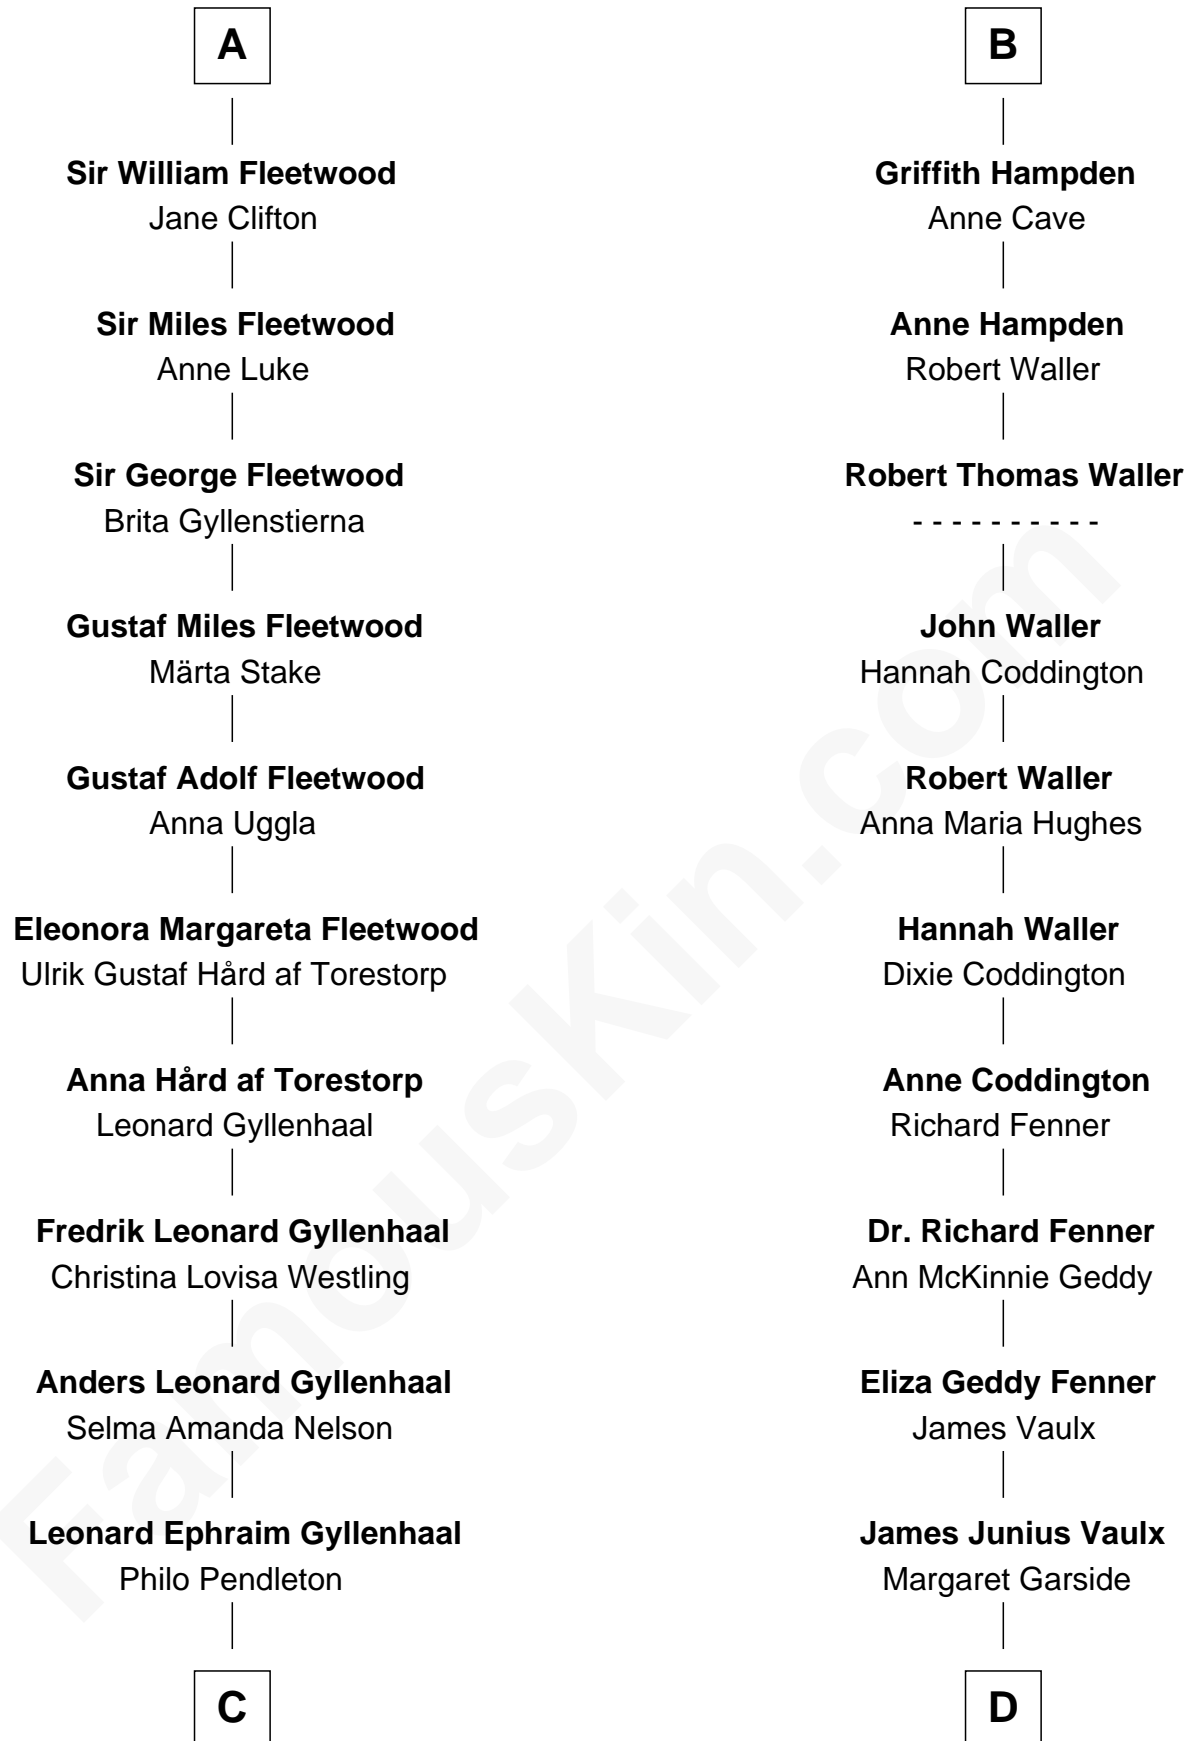 A
Sir William Fleetwood
Jane Clifton
Sir Miles Fleetwood
Anne Luke
Sir George Fleetwood
Brita Gyllenstierna
Gustaf Miles Fleetwood
Märta Stake
Gustaf Adolf Fleetwood
Anna Uggla
Eleonora Margareta Fleetwood
Ulrik Gustaf Hård af Torestorp
Anna Hård af Torestorp
Leonard Gyllenhaal
Fredrik Leonard Gyllenhaal
Christina Lovisa Westling
Anders Leonard Gyllenhaal
Selma Amanda Nelson
Leonard Ephraim Gyllenhaal
Philo Pendleton
C
B
Griffith Hampden
Anne Cave
Anne Hampden
Robert Waller
Robert Thomas Waller
- - - - - - - - - -
John Waller
Hannah Coddington
Robert Waller
Anna Maria Hughes
Hannah Waller
Dixie Coddington
Anne Coddington
Richard Fenner
Dr. Richard Fenner
Ann McKinnie Geddy
Eliza Geddy Fenner
James Vaulx
James Junius Vaulx
Margaret Garside
D
FamousKin.com